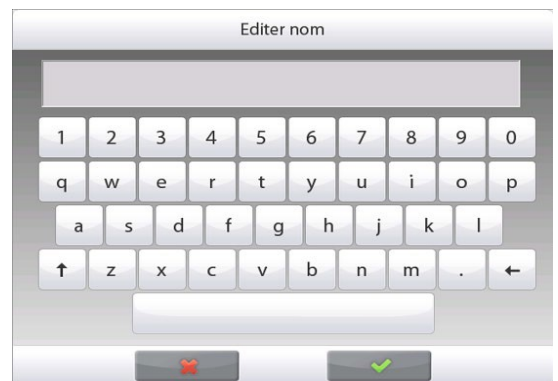 Editer nom
1 2 3 4 5 6 7 8 9 0
q w e r t y u i o p
a s d f g h j k l
↑ z x c v b n m . ←